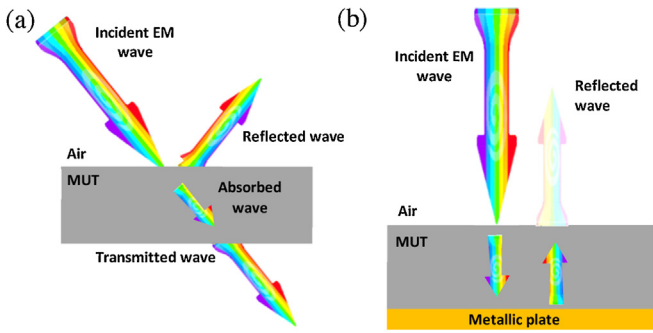 (a)
Incident EM
wave
Reflected wave
Air
MUT
Absorbed
wave
Transmitted wave
(b)
Incident EM
wave
Reflected
wave
Air
MUT
Metallic plate